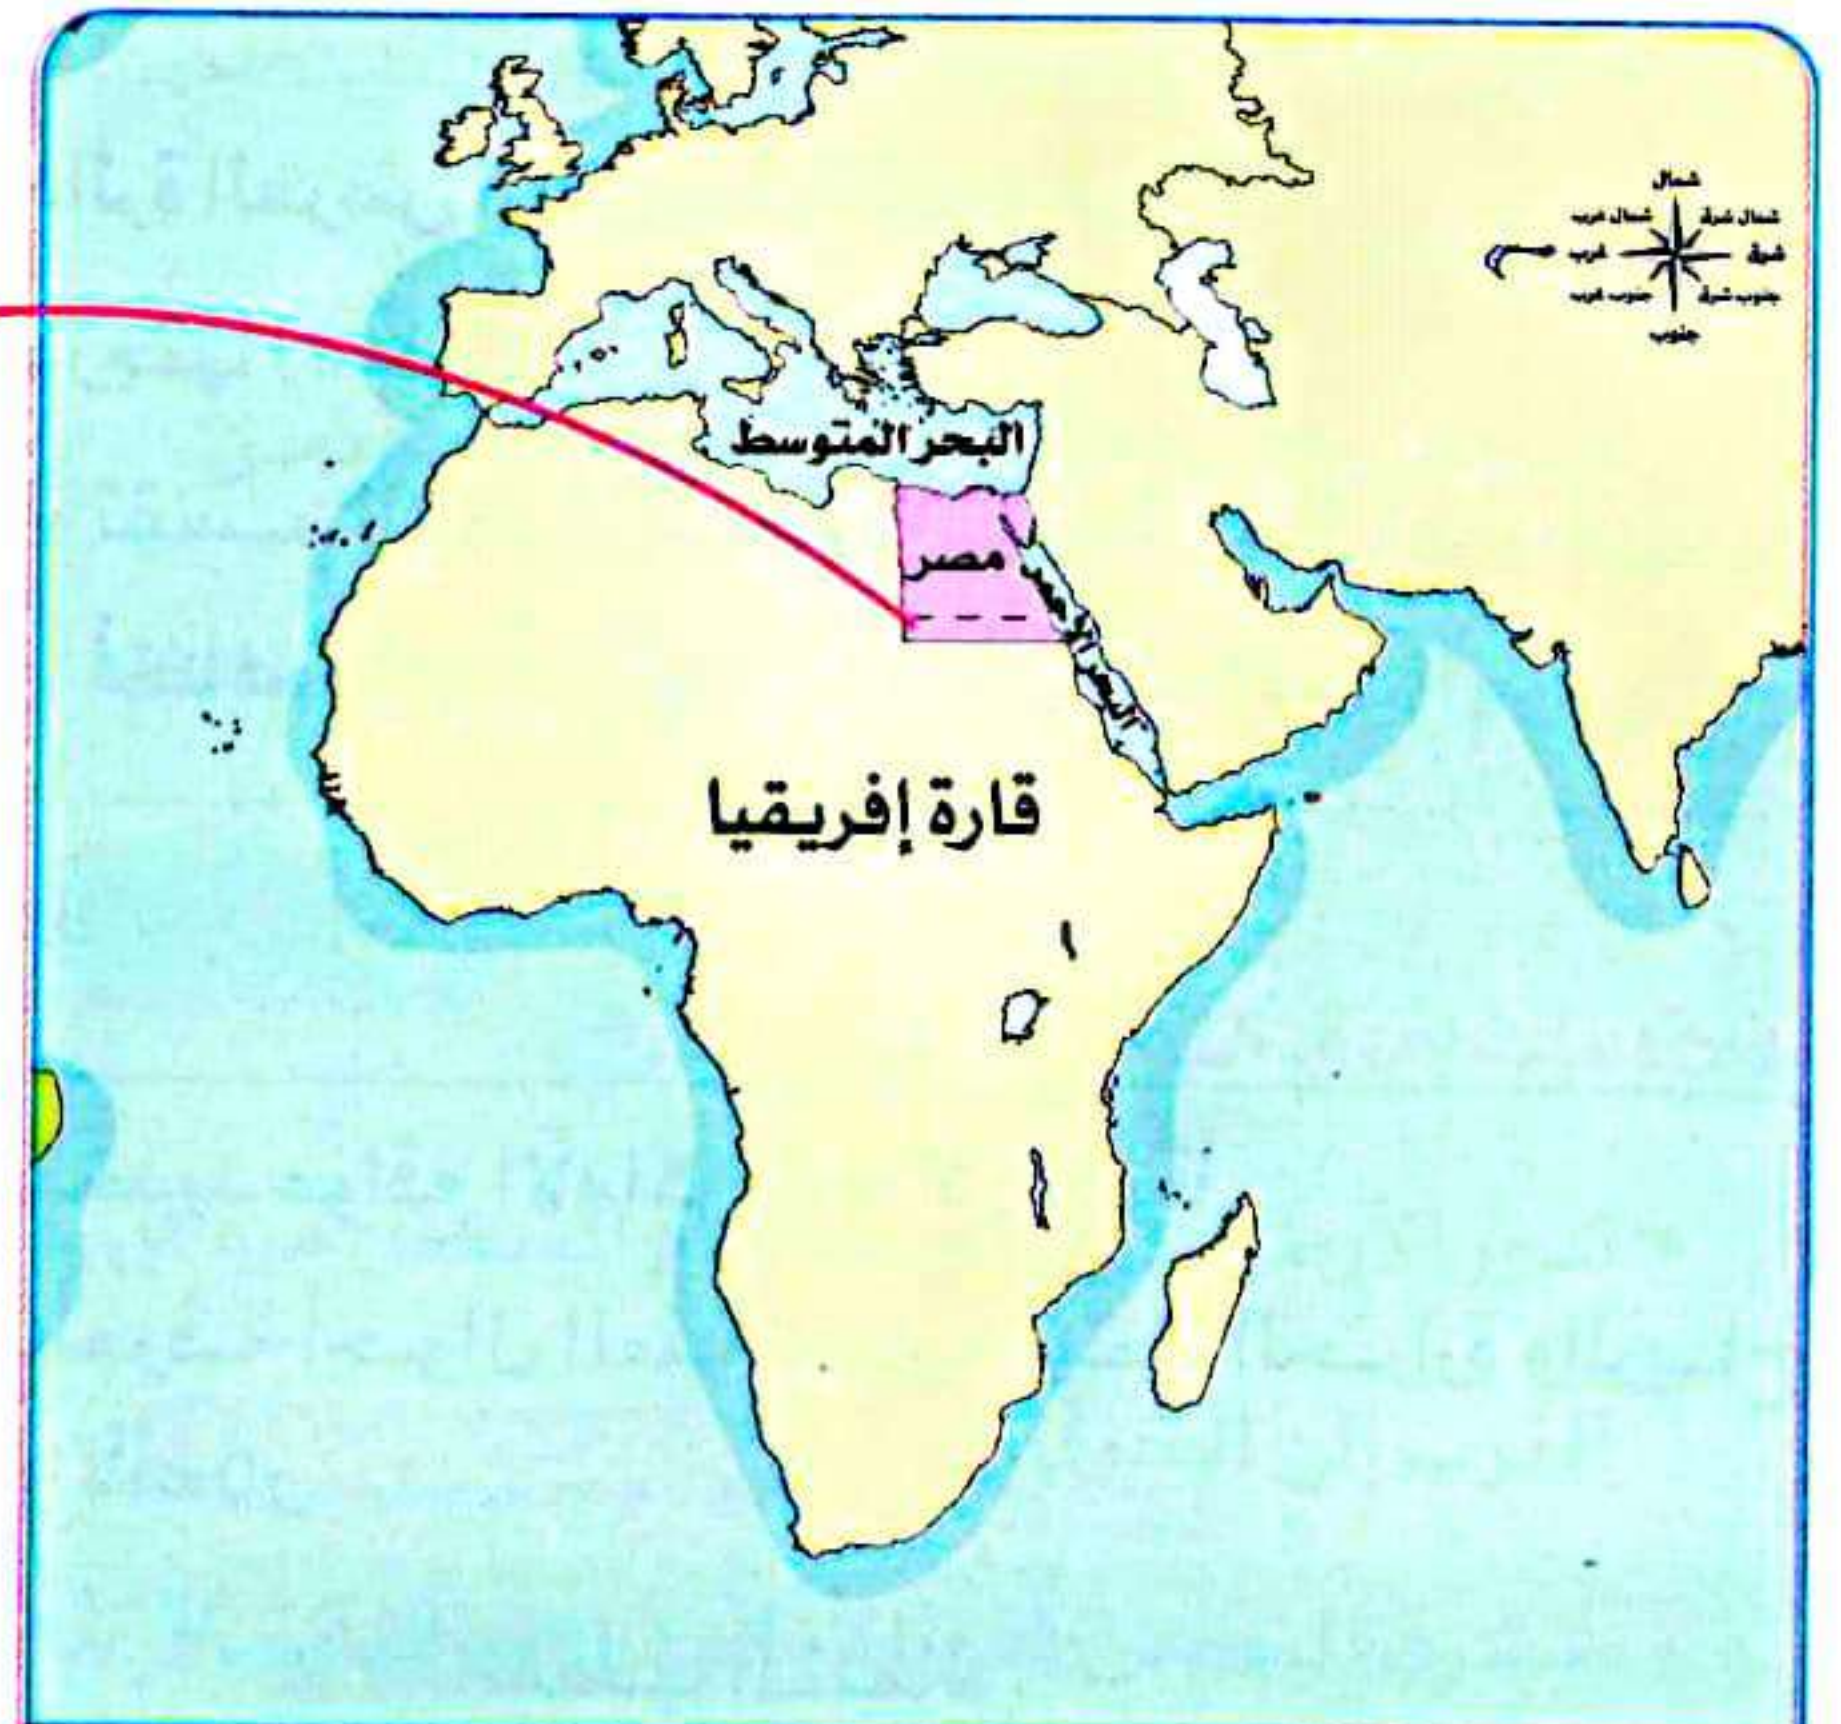 شمال
شمال غرب شمال شرق
غرب شرق
جنوب غرب جنوب شرق
جنوب
البحر المتوسط
مصر
البحر الأحمر
قارة إفريقيا